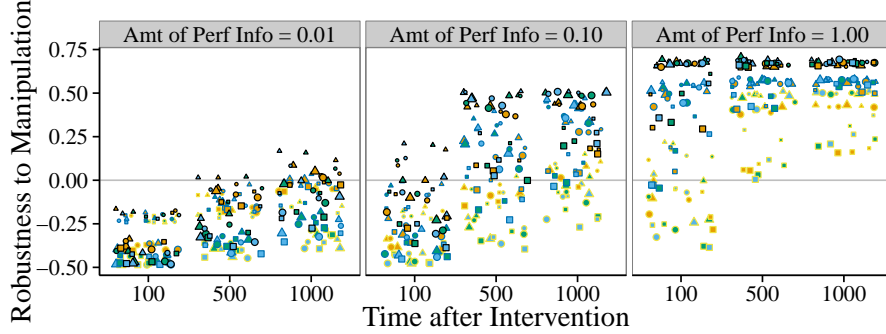 Amt of Perf Info = 0.01
Amt of Perf Info = 0.10
Amt of Perf Info = 1.00
Robustness to Manipulation
0.75
0.50
0.25
0.00
−0.25
−0.50
100 500 1000
100 500 1000
100 500 1000
Time after Intervention